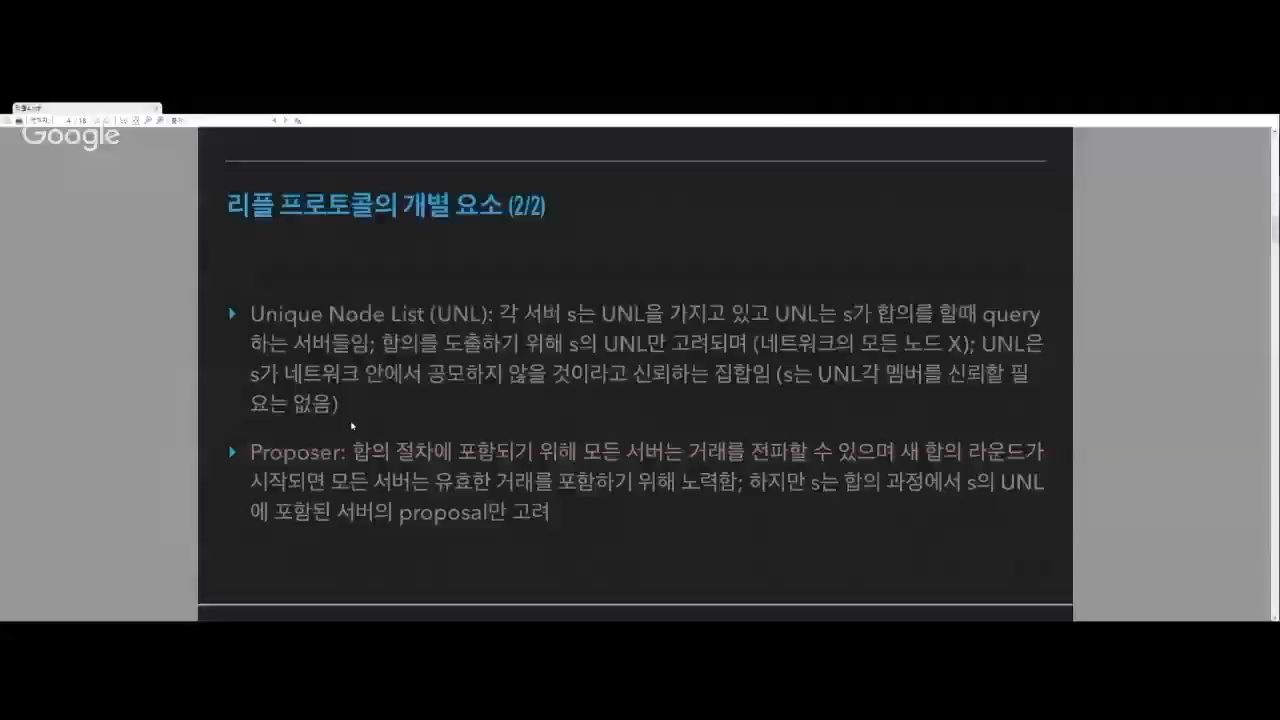 4 / 18
Google
리플 프로토콜의 개별 요소 (2/2)
Unique Node List (UNL): 각 서버 s는 UNL을 가지고 있고 UNL는 s가 합의를 할때 query
하는 서버들임; 합의를 도출하기 위해 s의 UNL만 고려되며 (네트워크의 모든 노드 X); UNL은
s가 네트워크 안에서 공모하지 않을 것이라고 신뢰하는 집합임 (s는 UNL각 멤버를 신뢰할 필
요는 없음)
Proposer: 합의 절차에 포함되기 위해 모든 서버는 거래를 전파할 수 있으며 새 합의 라운드가
시작되면 모든 서버는 유효한 거래를 포함하기 위해 노력함; 하지만 s는 합의 과정에서 s의 UNL
에 포함된 서버의 proposal만 고려